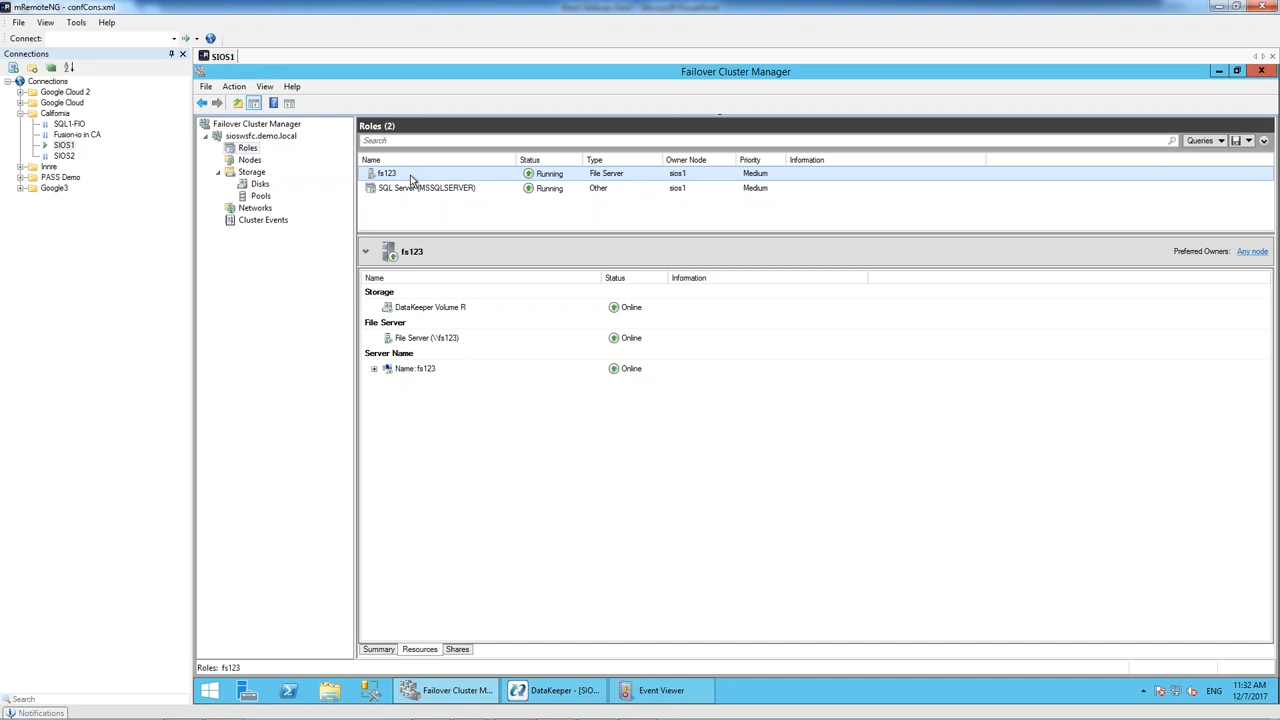 mRemoteNG - confCons.xml
File View Tools Help
Connect:
Connections
SIOS1
Connections
Google Cloud 2
Google Cloud
California
SQL1-FIO
Fusion-io in CA
SIOS1
SIOS2
Innre
PASS Demo
Google3
Failover Cluster Manager
File Action View Help
Failover Cluster Manager
sioswsfc.demo.local
Roles
Nodes
Storage
Disks
Pools
Networks
Cluster Events
Roles (2)
Search Queries
Name Status Type Owner Node Priority Information
fs123 Running File Server sios1 Medium
SQL Server (MSSQLSERVER) Running Other sios1 Medium
fs123 Preferred Owners: Any node
Name Status Information
Storage
DataKeeper Volume R Online
File Server
File Server (\\fs123) Online
Server Name
Name: fs123 Online
Summary Resources Shares
Roles: fs123
Search
Notifications
Failover Cluster M... DataKeeper - [SIO... Event Viewer
ENG
11:32 AM
12/7/2017